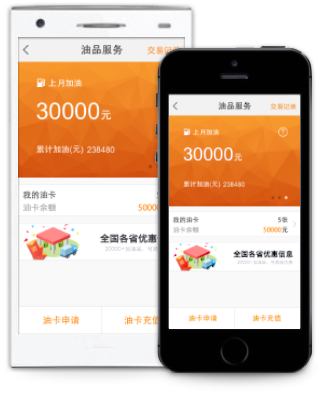 油品服务
交易记录
上月加油
30000元
累计加油(元) 236480
我的油卡
油卡余额
50000
全国各省优惠
油卡申请
油卡充值
油品服务
交易记录
上月加油
30000元
累计加油(元) 236480
我的油卡
5张
油卡余额
50000元
全国各省优惠信息
油卡申请
油卡充值